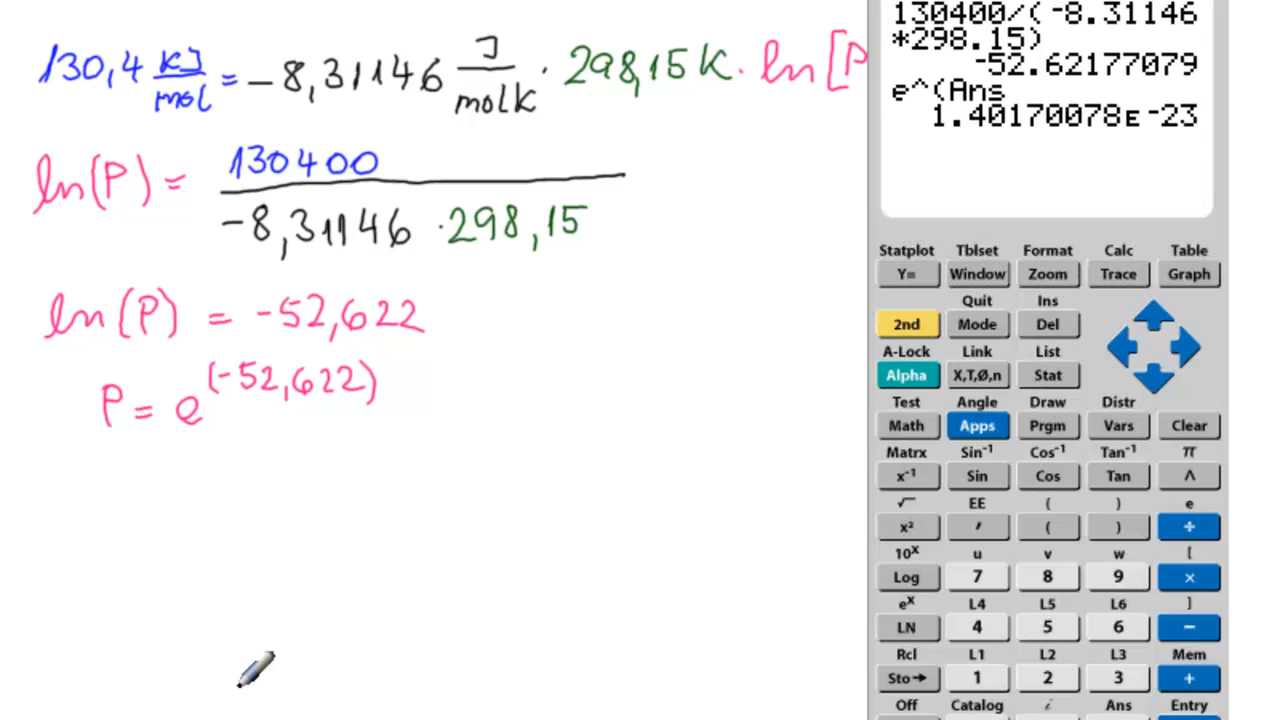 130,4 kJ/mol = -8,31146 J/molK · 298,15K · ln[P
ln(P) = 130400
-8,31146 · 298,15
ln(P) = -52,622
P = e^(-52,622)
130400/(-8.31146
*298.15)
-52.62177079
e^(Ans
1.40170078E-23
Statplot Tblset Format Calc Table
Y= Window Zoom Trace Graph
Quit Ins
2nd Mode Del
A-Lock Link List
Alpha X,T,Ø,n Stat
Test Angle Draw Distr
Math Apps Prgm Vars Clear
Matrx Sin⁻¹ Cos⁻¹ Tan⁻¹ π
x⁻¹ Sin Cos Tan ^
√ EE ( ) e
x² , ( ) ÷
10ˣ u v w [
Log 7 8 9 ×
eˣ L4 L5 L6 ]
LN 4 5 6 −
Rcl L1 L2 L3 Mem
Sto→ 1 2 3 +
Off Catalog i Ans Entry